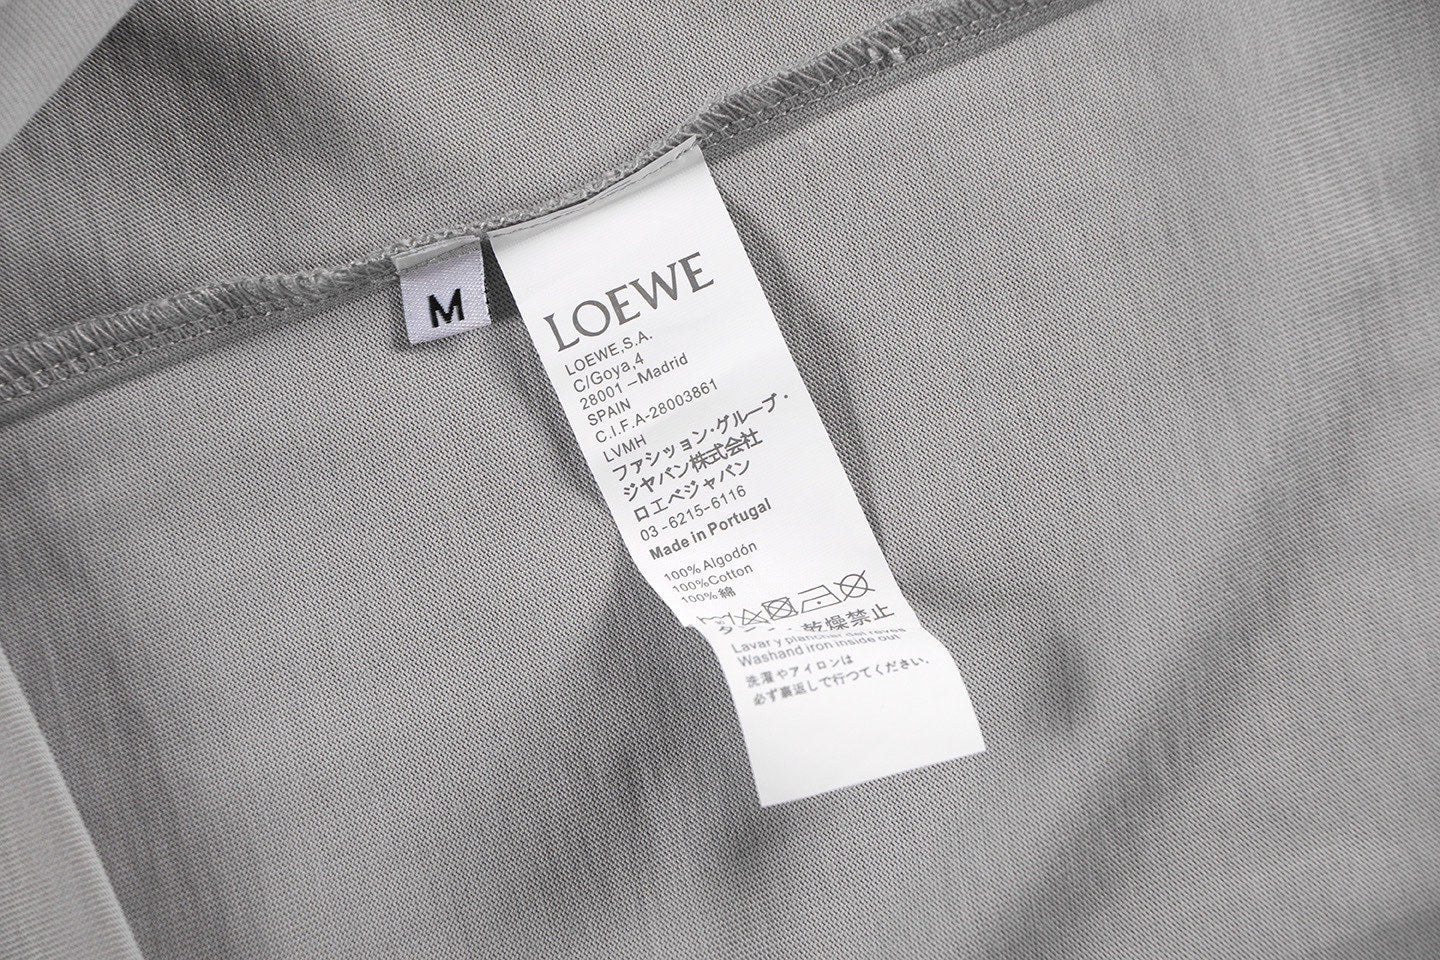 M
LOEWE
LOEWE,S.A.
C/Goya,4
28001 –Madrid
SPAIN
C.I.F.A-28003861
LVMH
ファッション・グループ・
ジャパン株式会社
ロエベジャパン
03-6215-6116
Made in Portugal
100% Algodón
100%Cotton
100% 綿
乾燥禁止
Lavar y planchar del reves
Washand iron inside out
洗濯やアイロンは
必ず裏返しで行つてください.